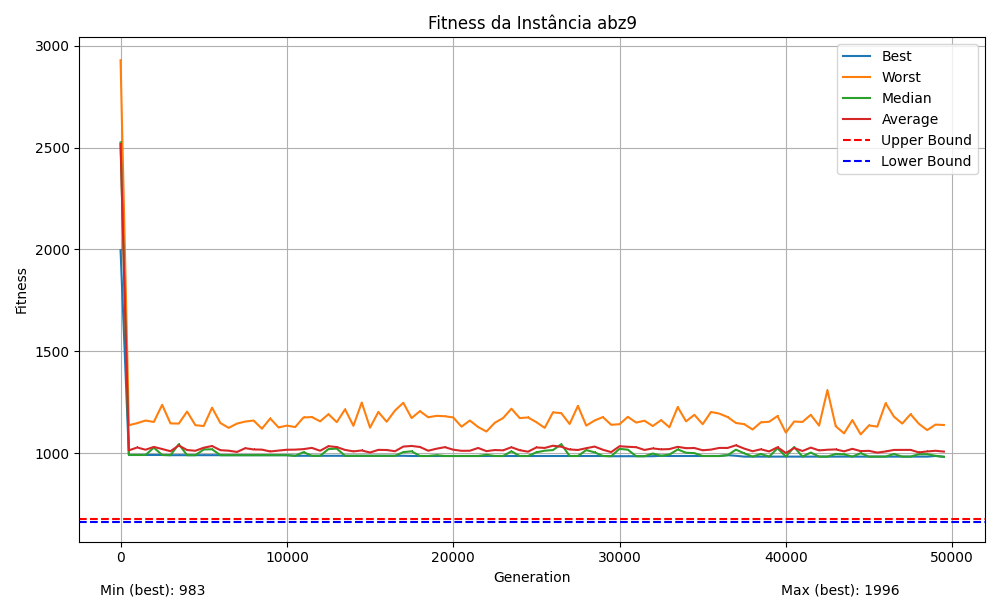 Fitness da Instância abz9
Best
Worst
Median
Average
Upper Bound
Lower Bound
Fitness
3000
2500
2000
1500
1000
0
10000
20000
30000
40000
50000
Generation
Min (best): 983
Max (best): 1996